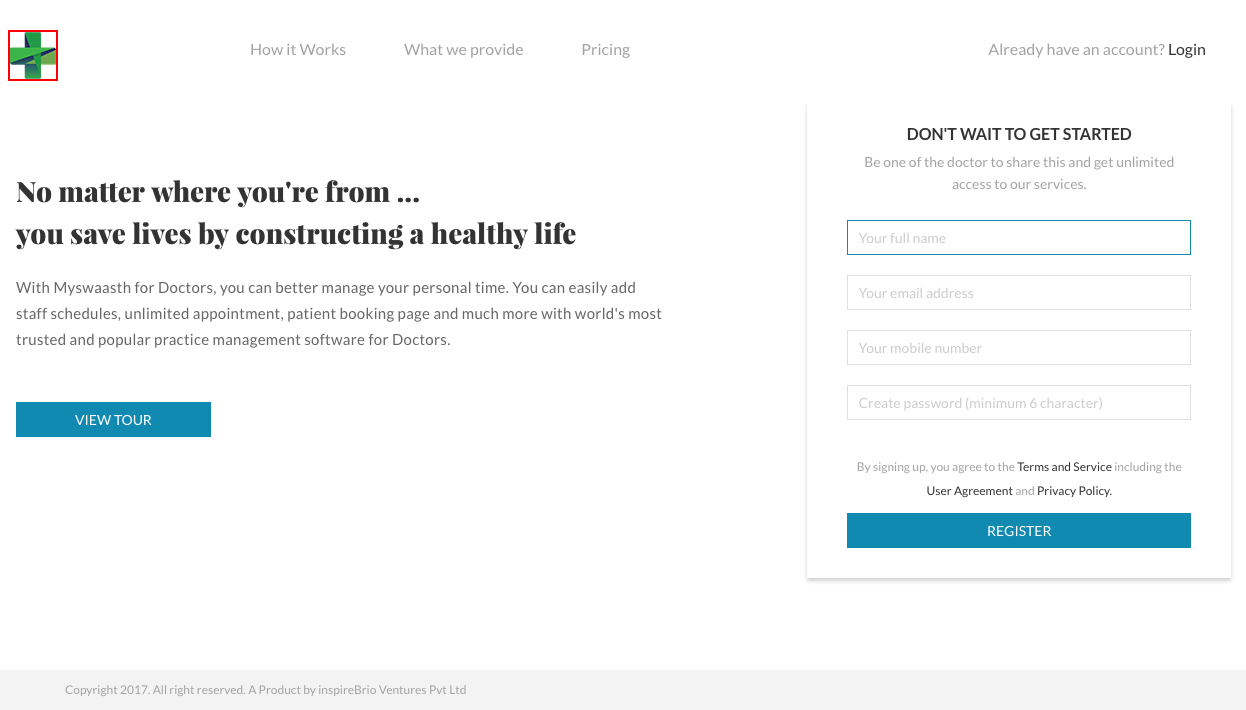 How it Works
What we provide
Pricing
Already have an account? Login
No matter where you're from ...
you save lives by constructing a healthy life
With Myswaasth for Doctors, you can better manage your personal time. You can easily add
staff schedules, unlimited appointment, patient booking page and much more with world's most
trusted and popular practice management software for Doctors.
VIEW TOUR
DON'T WAIT TO GET STARTED
Be one of the doctor to share this and get unlimited
access to our services.
Your full name
Your email address
Your mobile number
Create password (minimum 6 character)
By signing up, you agree to the Terms and Service including the
User Agreement and Privacy Policy.
REGISTER
Copyright 2017. All right reserved. A Product by inspireBrio Ventures Pvt Ltd